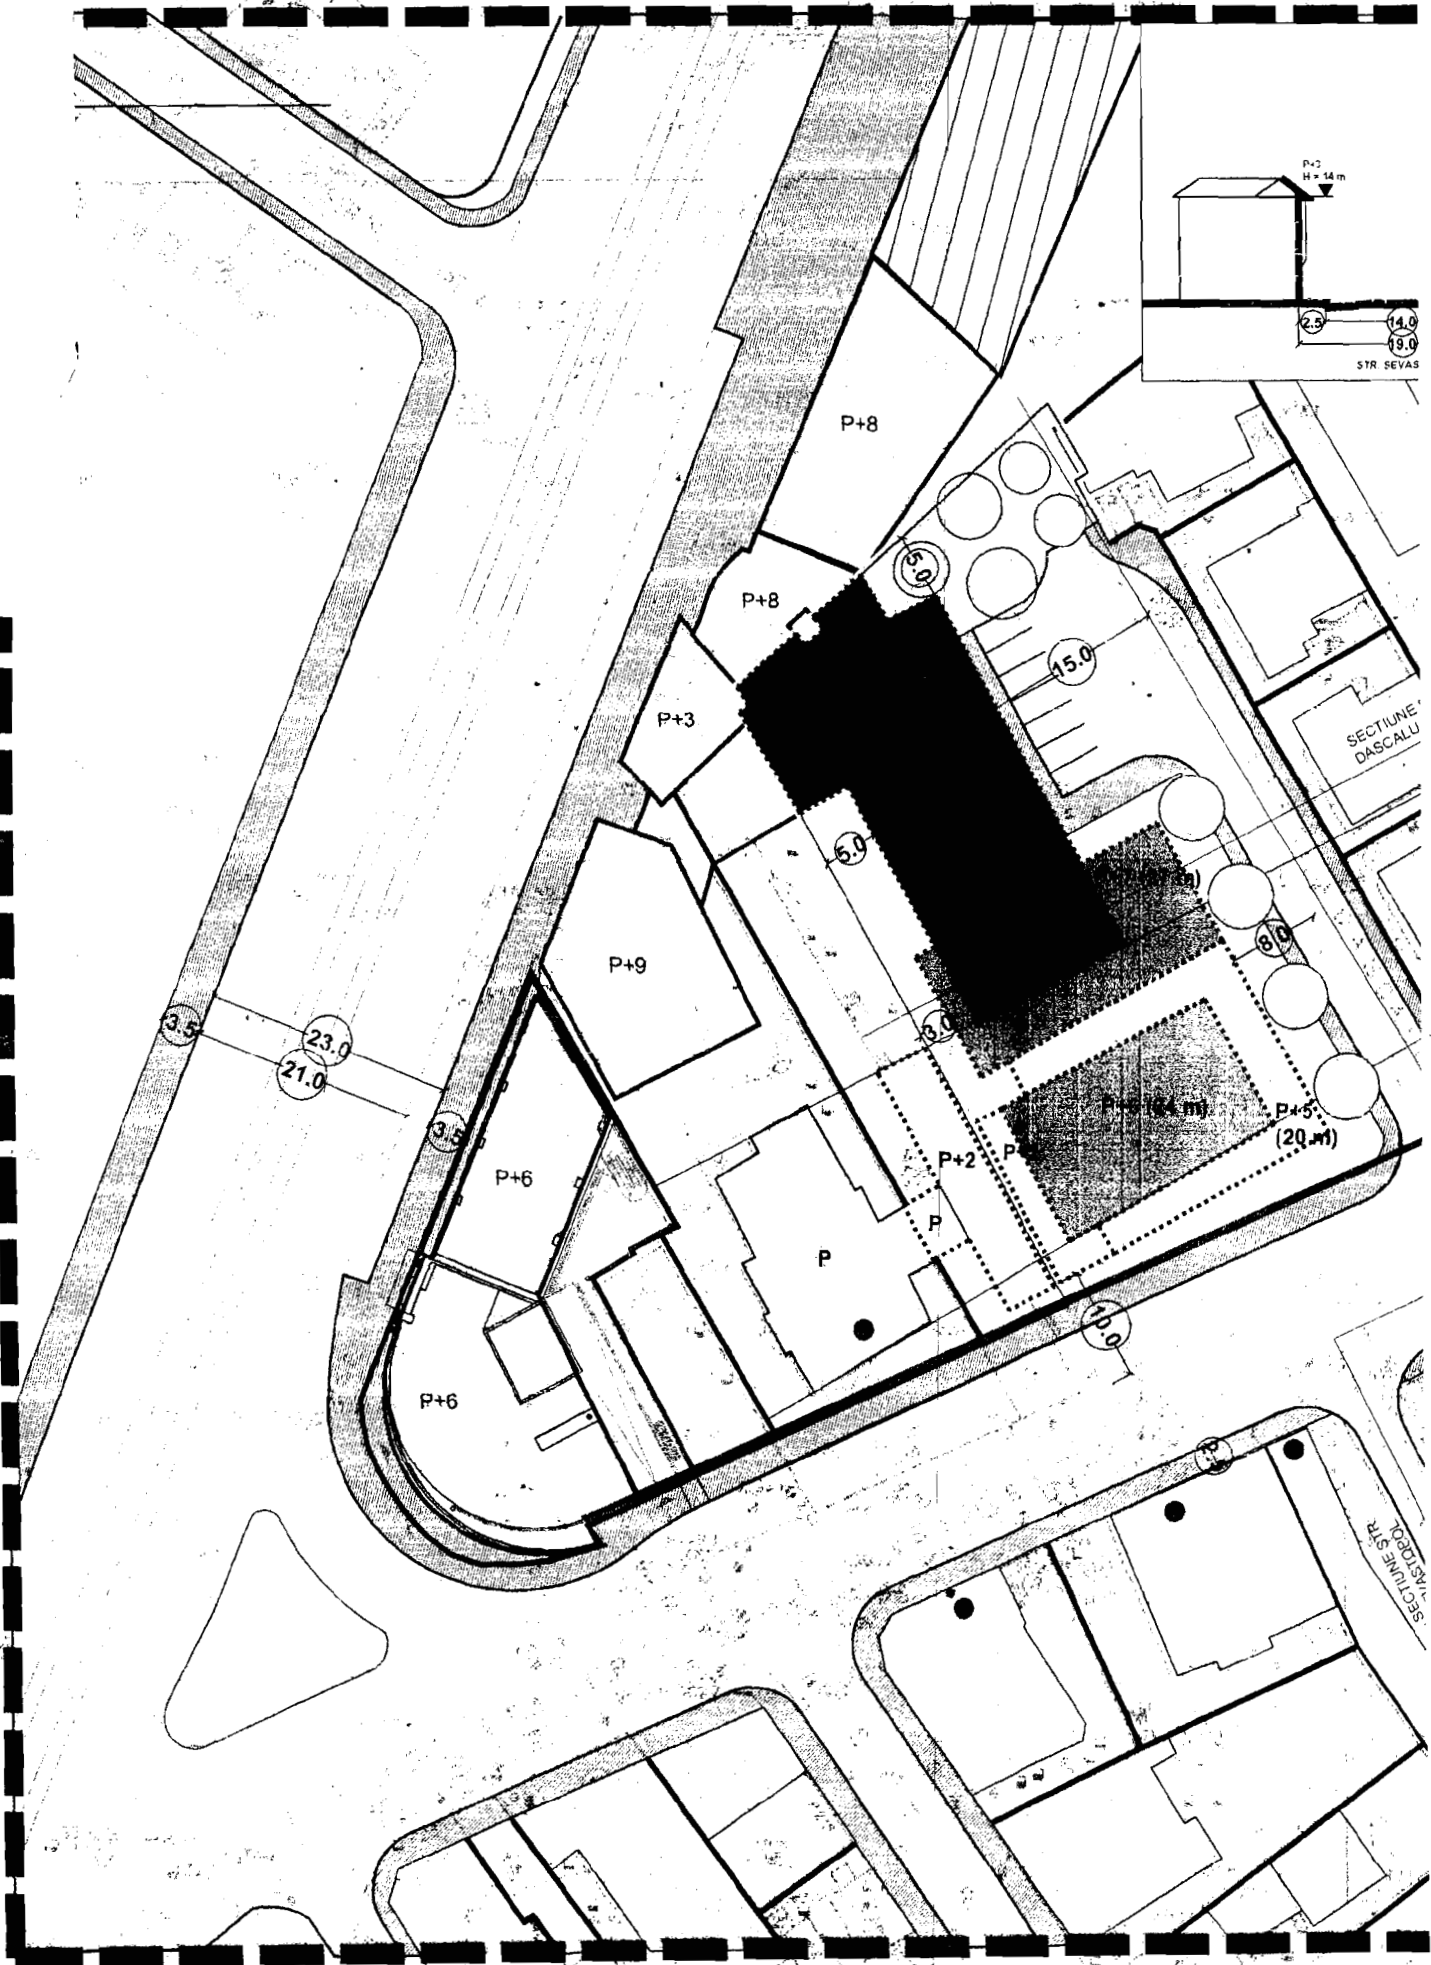 H = 14 m
2.5
14.0
19.0
STR. SEVAS
P+8
5.0
P+8
15.0
P+3
SECTIUNE
DASCALU
5.0
8.0
P+9
3.5
23.0
3.0
21.0
3.5
P+5
(20 m)
P+2
P+6
P
P
10.0
P+6
SECTIUNE STR.